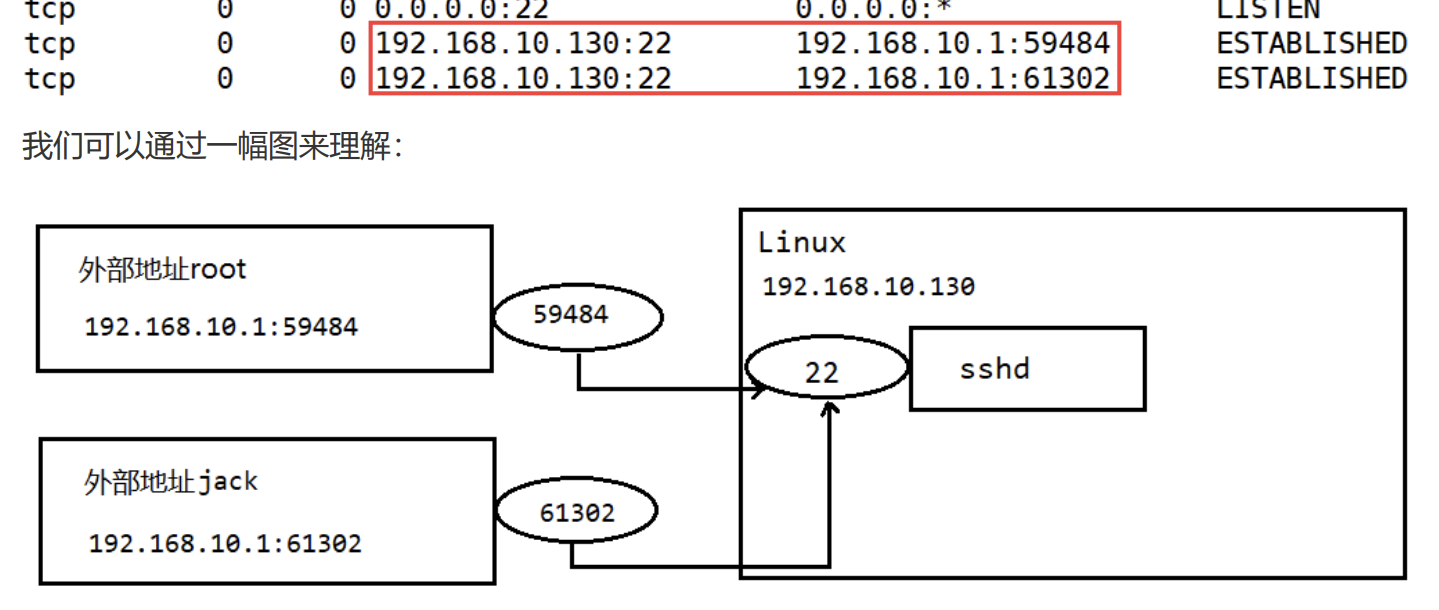 tcp 0 0 0.0.0.0:22 0.0.0.0:* LISTEN
tcp 0 0 192.168.10.130:22 192.168.10.1:59484 ESTABLISHED
tcp 0 0 192.168.10.130:22 192.168.10.1:61302 ESTABLISHED
我们可以通过一幅图来理解：
Linux
192.168.10.130
外部地址root
192.168.10.1:59484
59484
22
sshd
外部地址jack
192.168.10.1:61302
61302